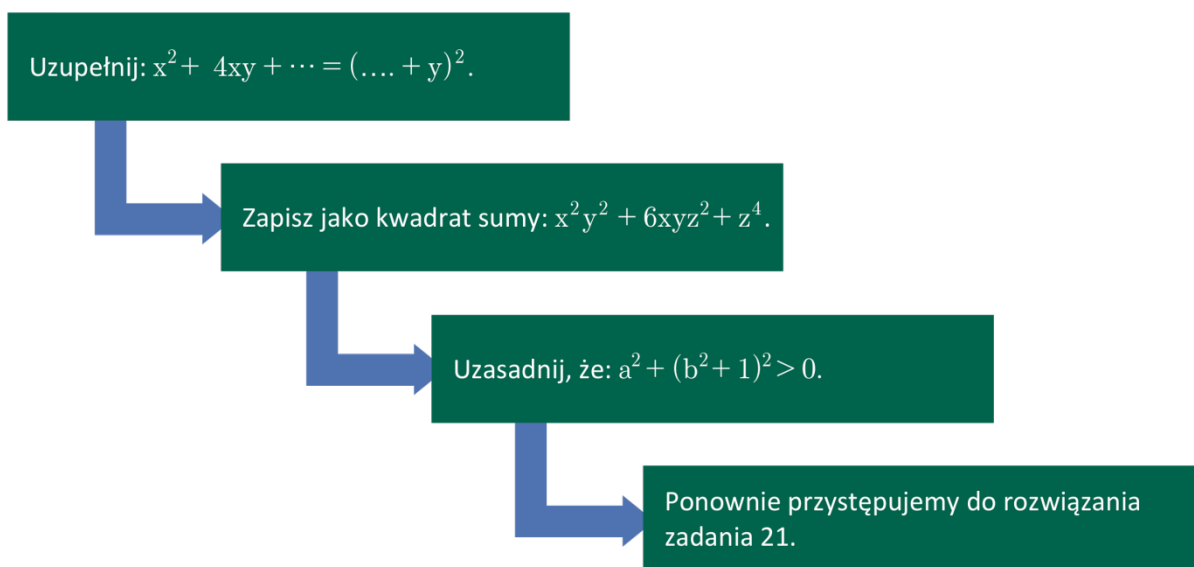 Uzupełnij: x² + 4xy + ⋯ = (.... + y)².
Zapisz jako kwadrat sumy: x²y² + 6xyz² + z⁴.
Uzasadnij, że: a² + (b² + 1)² > 0.
Ponownie przystępujemy do rozwiązania
zadania 21.